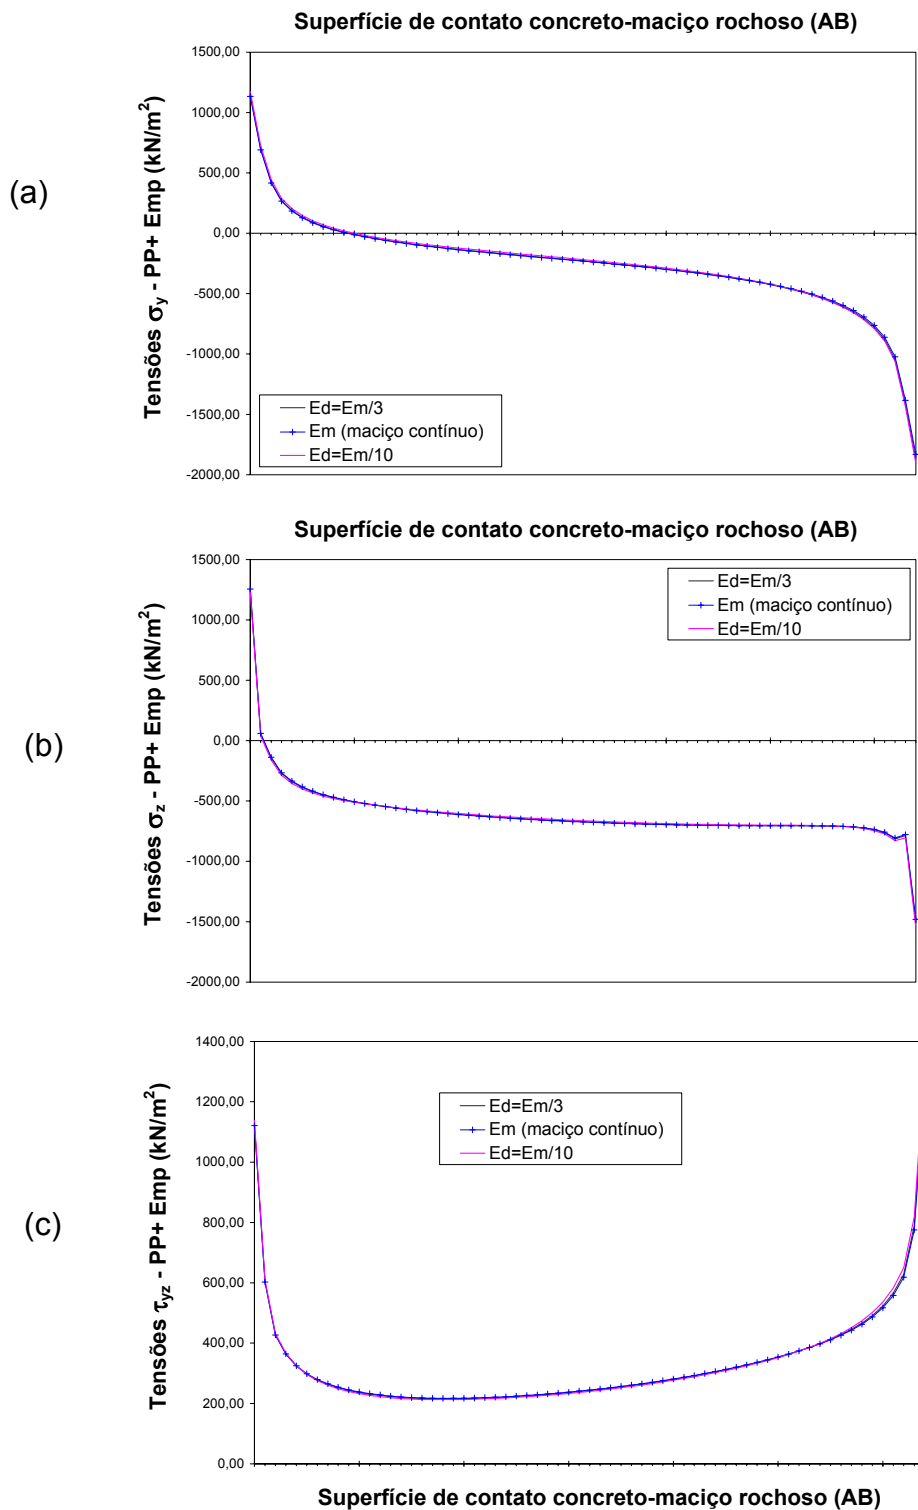 Superfície de contato concreto-maciço rochoso (AB)
(a)
Tensões σy - PP+ Emp (kN/m2)
1500,00
1000,00
500,00
0,00
-500,00
-1000,00
-1500,00
-2000,00
Ed=Em/3
Em (maciço contínuo)
Ed=Em/10
Superfície de contato concreto-maciço rochoso (AB)
(b)
Tensões σz - PP+ Emp (kN/m2)
1500,00
1000,00
500,00
0,00
-500,00
-1000,00
-1500,00
-2000,00
Ed=Em/3
Em (maciço contínuo)
Ed=Em/10
(c)
Tensões τyz - PP+ Emp (kN/m2)
1400,00
1200,00
1000,00
800,00
600,00
400,00
200,00
0,00
Ed=Em/3
Em (maciço contínuo)
Ed=Em/10
Superfície de contato concreto-maciço rochoso (AB)